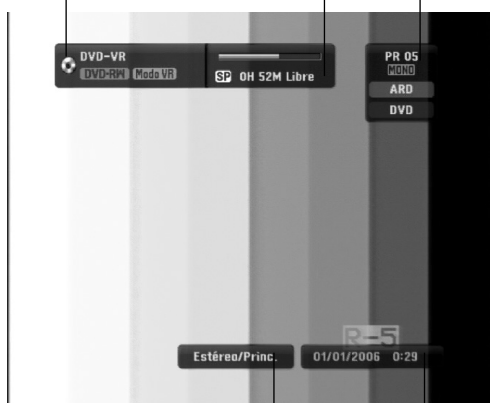 DVD-VR
DVD-RW Modo VR
SP 0H 52M Libre
PR 05
MONO
ARD
DVD
R-5
Estéreo/Princ.
01/01/2006 0:29